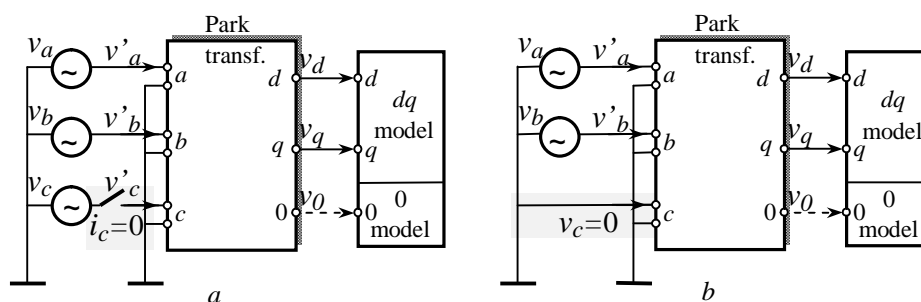 Park
transf.
v_a
v'_a
a
v_b
v'_b
b
v_c
v'_c
c
i_c=0
d
v_d
d
q
v_q
q
0
v_0
0
dq
model
0
model
a
Park
transf.
v_a
v'_a
a
v_b
v'_b
b
c
v_c=0
d
v_d
d
q
v_q
q
0
v_0
0
dq
model
0
model
b